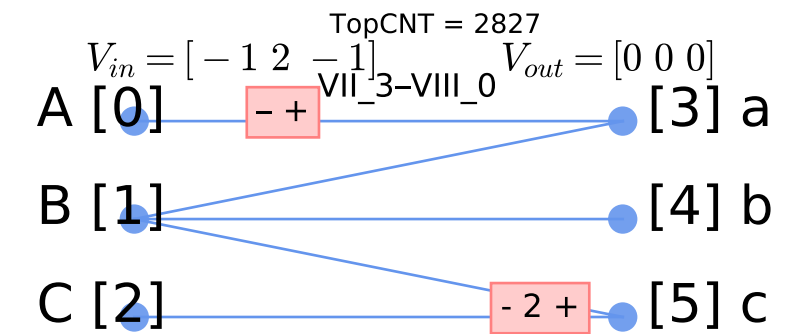 TopCNT = 2827
V_in = [ − 1 2 − 1] V_out = [0 0 0]
VII_3–VIII_0
A [0] – + [3] a
B [1] [4] b
C [2] - 2 + [5] c